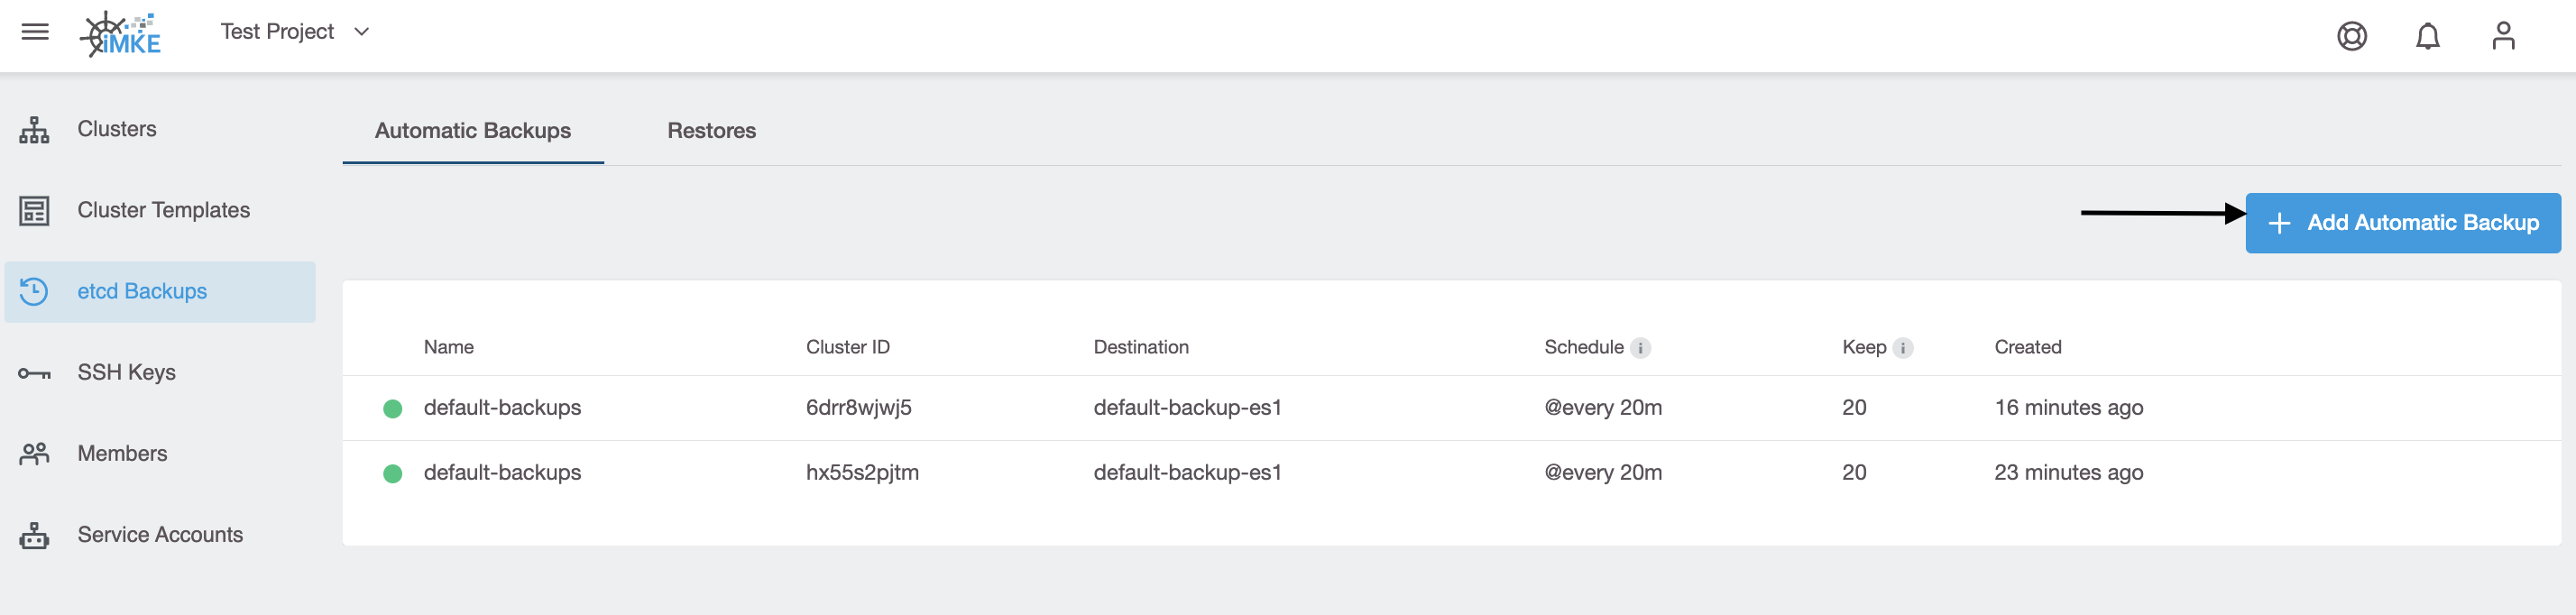 iMKE
Test Project
Clusters
Cluster Templates
etcd Backups
SSH Keys
Members
Service Accounts
Automatic Backups Restores
Add Automatic Backup
Name Cluster ID Destination Schedule Keep Created
default-backups 6drr8wjwj5 default-backup-es1 @every 20m 20 16 minutes ago
default-backups hx55s2pjtm default-backup-es1 @every 20m 20 23 minutes ago